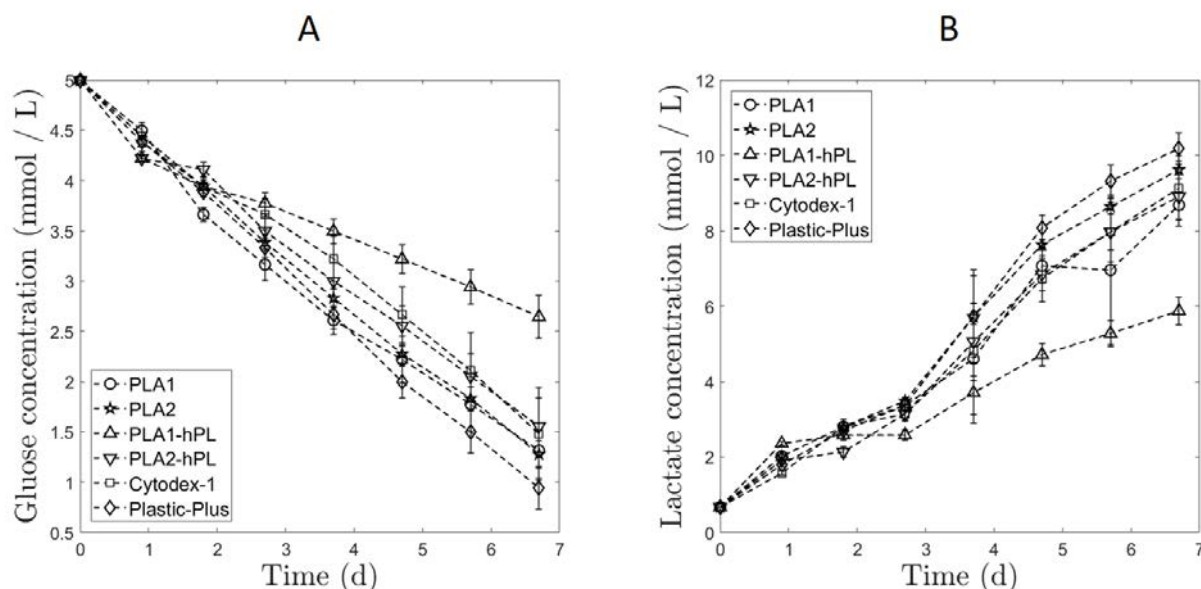 A
Glucose concentration (mmol / L)
5
4.5
4
3.5
3
2.5
2
1.5
1
0.5
PLA1
PLA2
PLA1-hPL
PLA2-hPL
Cytodex-1
Plastic-Plus
0 1 2 3 4 5 6 7
Time (d)
B
Lactate concentration (mmol / L)
12
10
8
6
4
2
0
PLA1
PLA2
PLA1-hPL
PLA2-hPL
Cytodex-1
Plastic-Plus
0 1 2 3 4 5 6 7
Time (d)